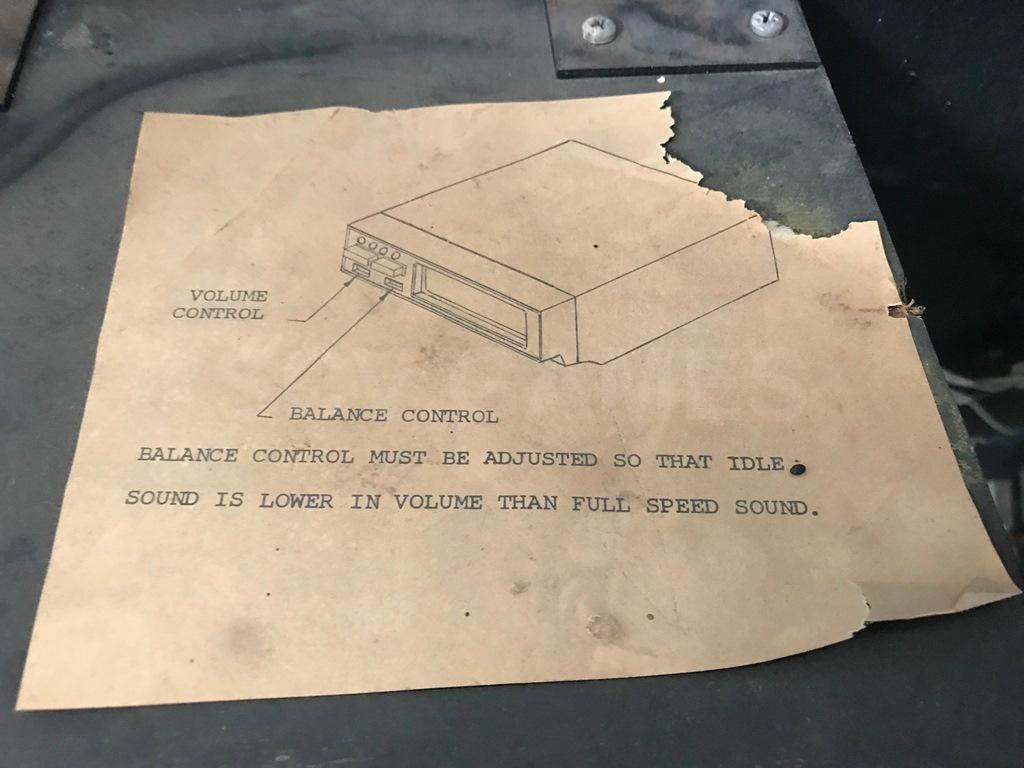 VOLUME
CONTROL
BALANCE CONTROL
BALANCE CONTROL MUST BE ADJUSTED SO THAT IDLE
SOUND IS LOWER IN VOLUME THAN FULL SPEED SOUND.